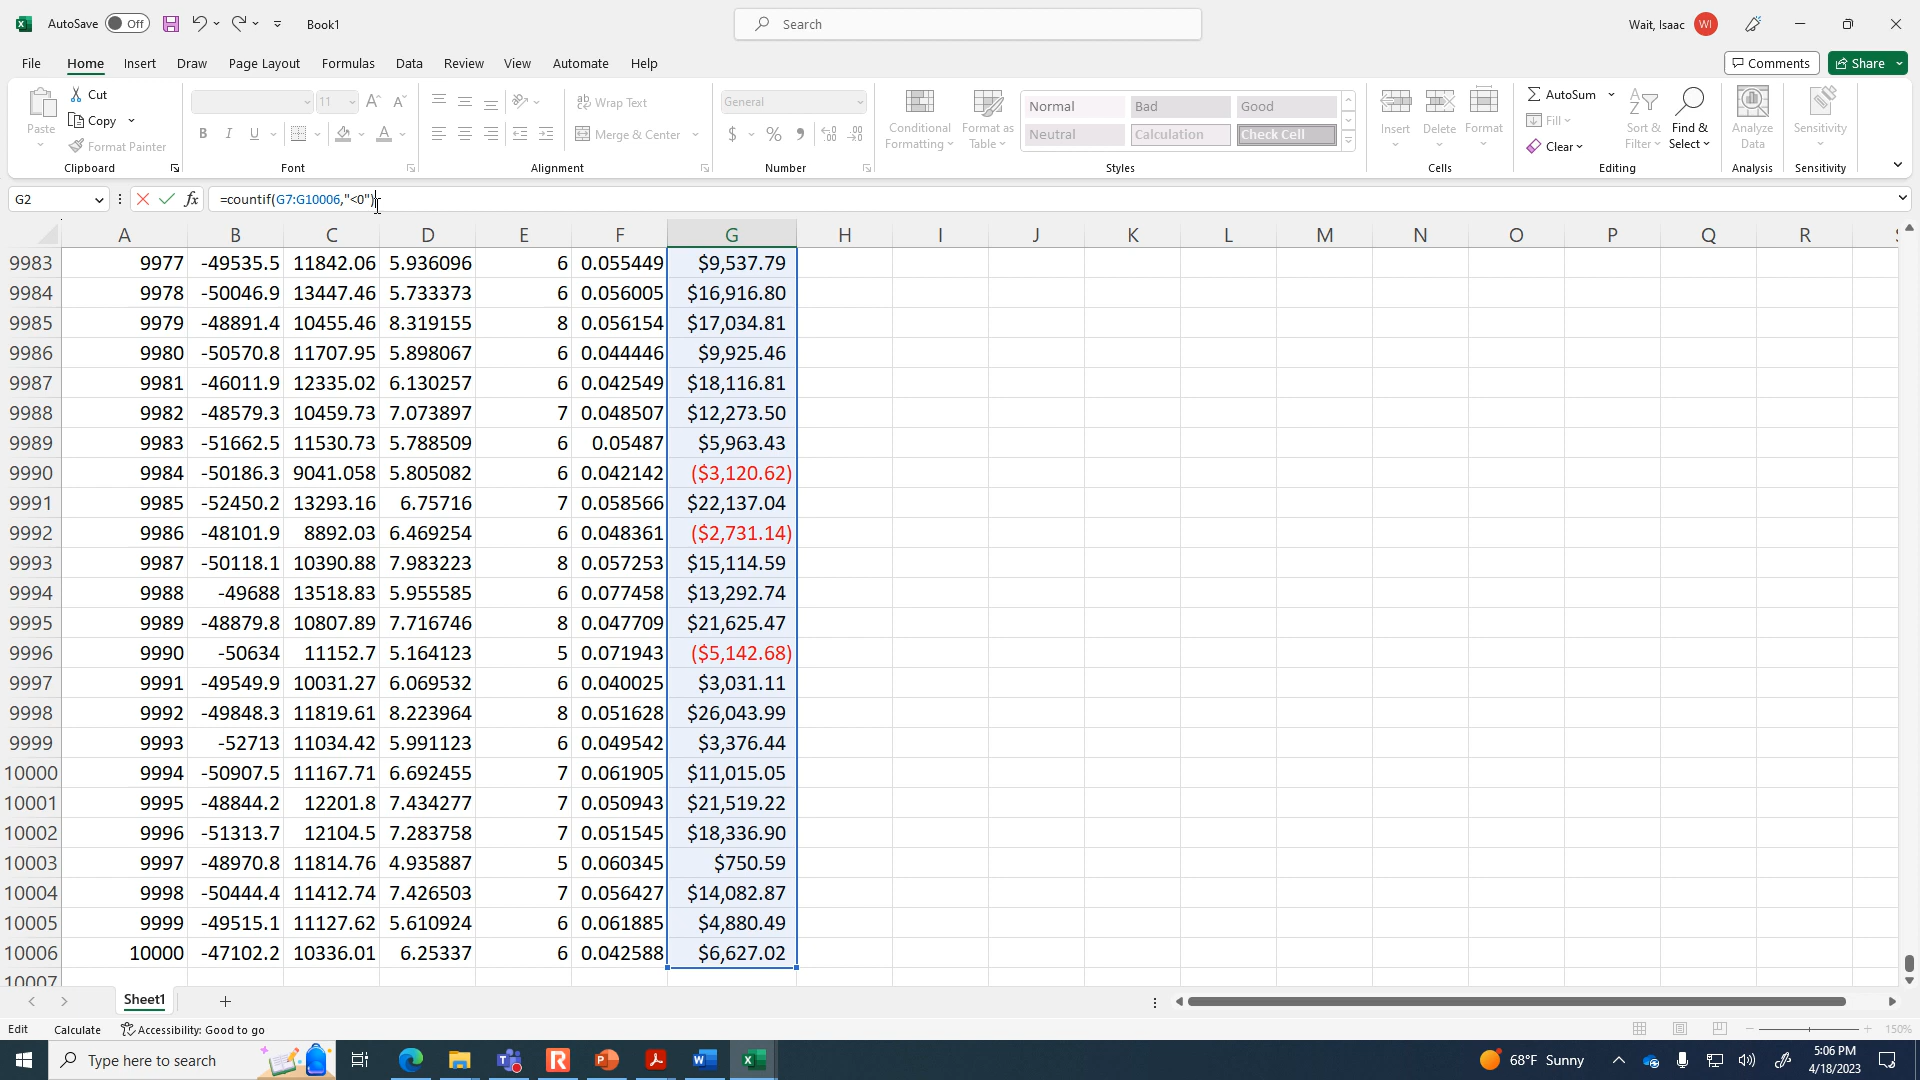 AutoSave Off Book1 Search Wait, Isaac WI
File Home Insert Draw Page Layout Formulas Data Review View Automate Help Comments Share
Paste Cut Copy Format Painter Clipboard
11 Font
Wrap Text Merge & Center Alignment
General $ % Number
Conditional Formatting Format as Table Normal Bad Good Neutral Calculation Check Cell Styles
Insert Delete Format Cells
AutoSum Fill Clear Sort & Filter Find & Select Editing
Analyze Data Analysis
Sensitivity Sensitivity
G2 fx =countif(G7:G10006,"<0")
A B C D E F G H I J K L M N O P Q R
9983 9977 -49535.5 11842.06 5.936096 6 0.055449 $9,537.79
9984 9978 -50046.9 13447.46 5.733373 6 0.056005 $16,916.80
9985 9979 -48891.4 10455.46 8.319155 8 0.056154 $17,034.81
9986 9980 -50570.8 11707.95 5.898067 6 0.044446 $9,925.46
9987 9981 -46011.9 12335.02 6.130257 6 0.042549 $18,116.81
9988 9982 -48579.3 10459.73 7.073897 7 0.048507 $12,273.50
9989 9983 -51662.5 11530.73 5.788509 6 0.05487 $5,963.43
9990 9984 -50186.3 9041.058 5.805082 6 0.042142 ($3,120.62)
9991 9985 -52450.2 13293.16 6.75716 7 0.058566 $22,137.04
9992 9986 -48101.9 8892.03 6.469254 6 0.048361 ($2,731.14)
9993 9987 -50118.1 10390.88 7.983223 8 0.057253 $15,114.59
9994 9988 -49688 13518.83 5.955585 6 0.077458 $13,292.74
9995 9989 -48879.8 10807.89 7.716746 8 0.047709 $21,625.47
9996 9990 -50634 11152.7 5.164123 5 0.071943 ($5,142.68)
9997 9991 -49549.9 10031.27 6.069532 6 0.040025 $3,031.11
9998 9992 -49848.3 11819.61 8.223964 8 0.051628 $26,043.99
9999 9993 -52713 11034.42 5.991123 6 0.049542 $3,376.44
10000 9994 -50907.5 11167.71 6.692455 7 0.061905 $11,015.05
10001 9995 -48844.2 12201.8 7.434277 7 0.050943 $21,519.22
10002 9996 -51313.7 12104.5 7.283758 7 0.051545 $18,336.90
10003 9997 -48970.8 11814.76 4.935887 5 0.060345 $750.59
10004 9998 -50444.4 11412.74 7.426503 7 0.056427 $14,082.87
10005 9999 -49515.1 11127.62 5.610924 6 0.061885 $4,880.49
10006 10000 -47102.2 10336.01 6.25337 6 0.042588 $6,627.02
10007
Sheet1
Edit Calculate Accessibility: Good to go 150%
Type here to search 68°F Sunny 5:06 PM
4/18/2023